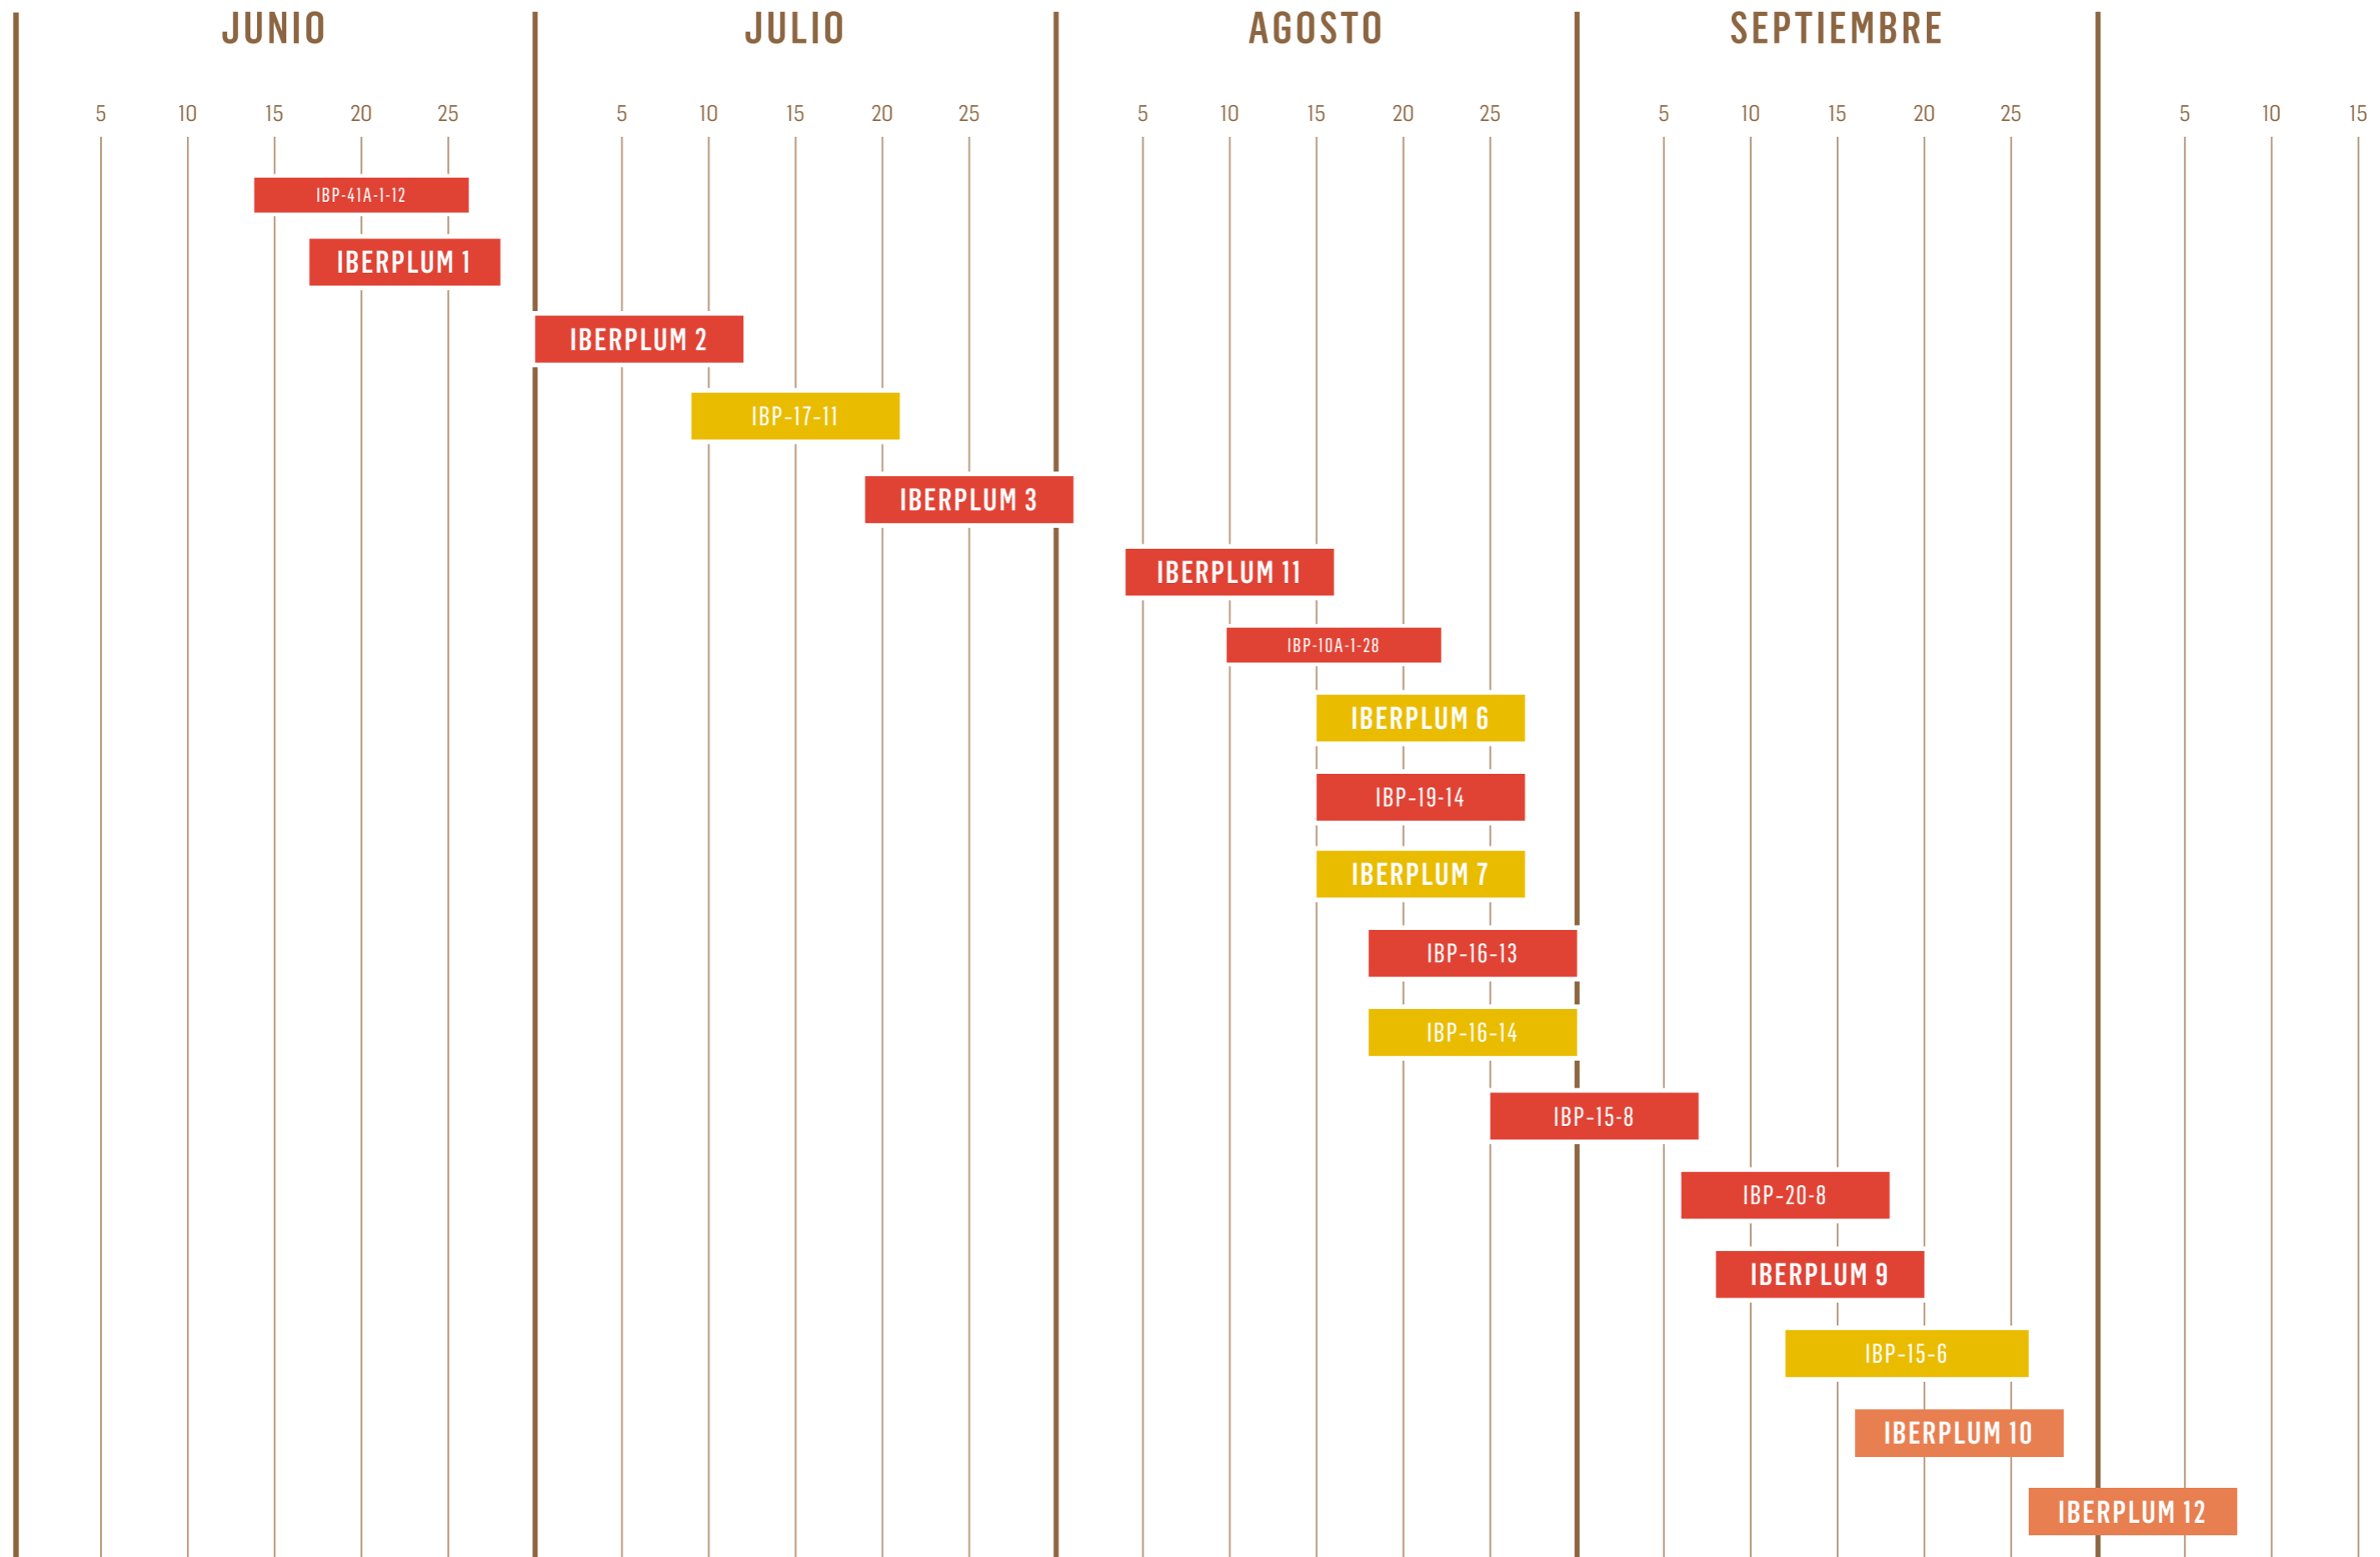 JUNIO JULIO AGOSTO SEPTIEMBRE
5 10 15 20 25 5 10 15 20 25 5 10 15 20 25 5 10 15 20 25 5 10 15
IBP-41A-1-12
IBERPLUM 1
IBERPLUM 2
IBP-17-11
IBERPLUM 3
IBERPLUM 11
IBP-10A-1-28
IBERPLUM 6
IBP-19-14
IBERPLUM 7
IBP-16-13
IBP-16-14
IBP-15-8
IBP-20-8
IBERPLUM 9
IBP-15-6
IBERPLUM 10
IBERPLUM 12